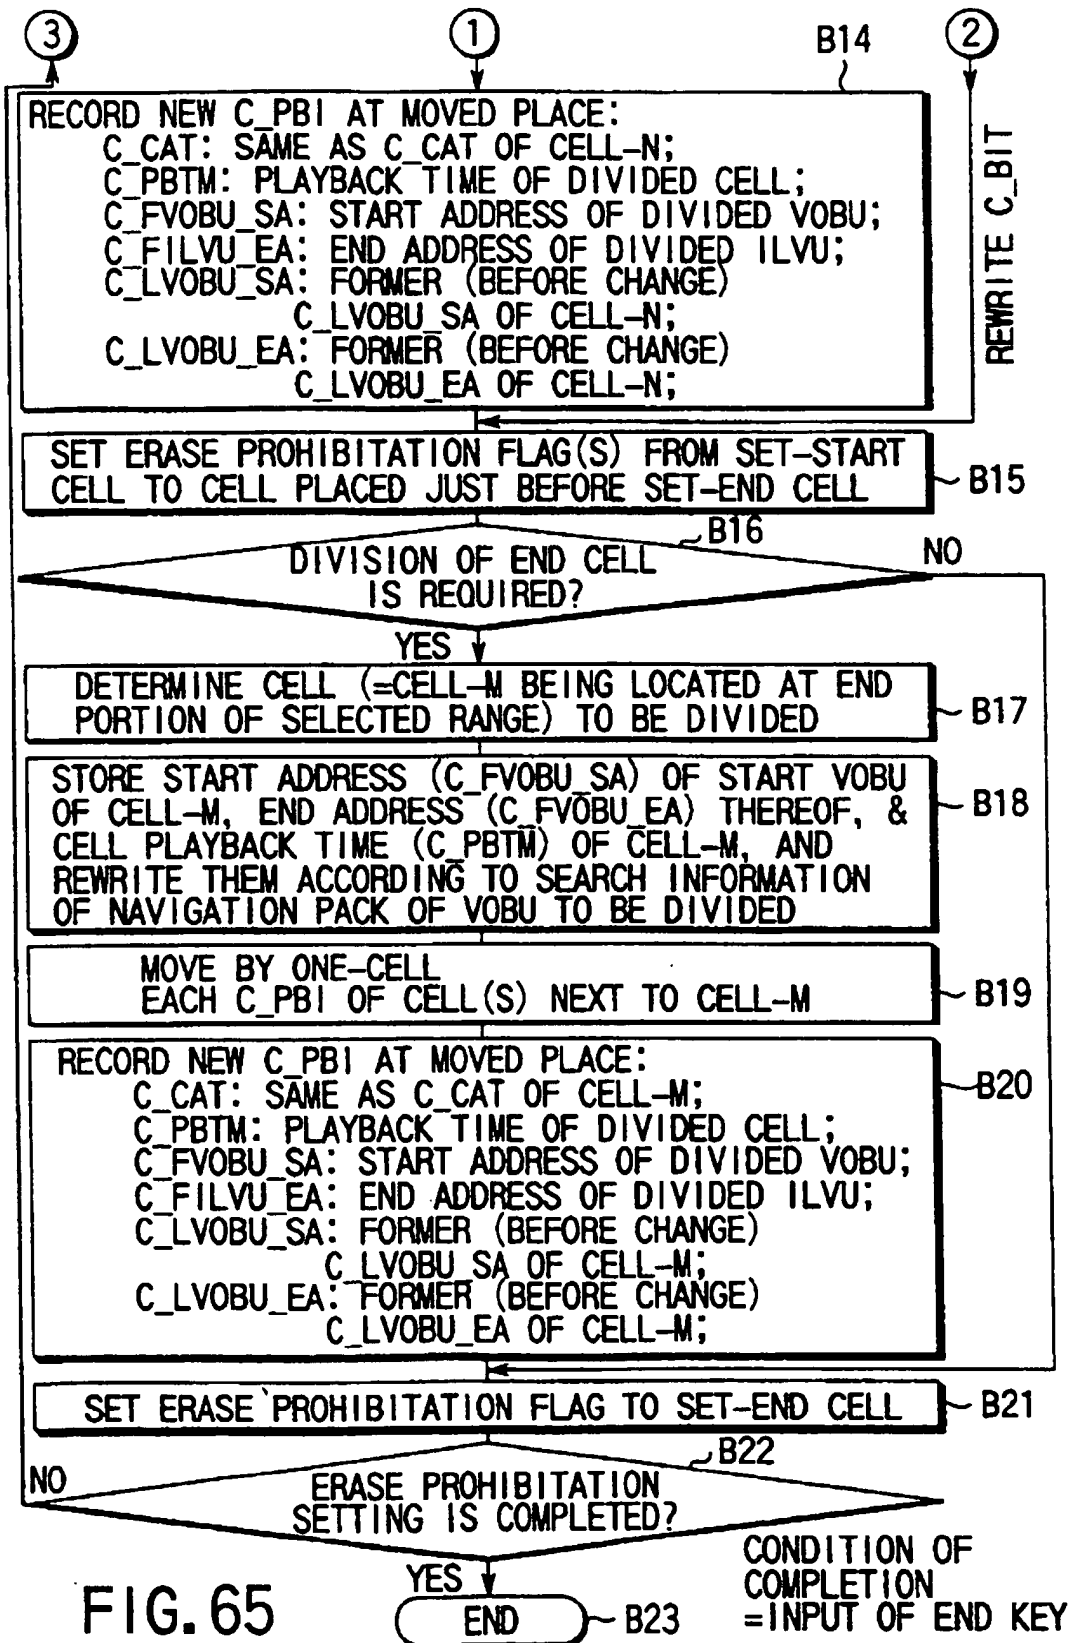 3
1
2
B14
RECORD NEW C_PBI AT MOVED PLACE:
C_CAT: SAME AS C_CAT OF CELL-N;
C_PBTM: PLAYBACK TIME OF DIVIDED CELL;
C_FVOBU_SA: START ADDRESS OF DIVIDED VOBU;
C_FILVU_EA: END ADDRESS OF DIVIDED ILVU;
C_LVOBU_SA: FORMER (BEFORE CHANGE)
C_LVOBU_SA OF CELL-N;
C_LVOBU_EA: FORMER (BEFORE CHANGE)
C_LVOBU_EA OF CELL-N;
REWRITE C_BIT
SET ERASE PROHIBITATION FLAG(S) FROM SET-START
CELL TO CELL PLACED JUST BEFORE SET-END CELL
B15
B16
DIVISION OF END CELL
IS REQUIRED?
NO
YES
DETERMINE CELL (=CELL-M BEING LOCATED AT END
PORTION OF SELECTED RANGE) TO BE DIVIDED
B17
STORE START ADDRESS (C_FVOBU_SA) OF START VOBU
OF CELL-M, END ADDRESS (C_FVOBU_EA) THEREOF, &
CELL PLAYBACK TIME (C_PBTM) OF CELL-M, AND
REWRITE THEM ACCORDING TO SEARCH INFORMATION
OF NAVIGATION PACK OF VOBU TO BE DIVIDED
B18
MOVE BY ONE-CELL
EACH C_PBI OF CELL(S) NEXT TO CELL-M
B19
RECORD NEW C_PBI AT MOVED PLACE:
C_CAT: SAME AS C_CAT OF CELL-M;
C_PBTM: PLAYBACK TIME OF DIVIDED CELL;
C_FVOBU_SA: START ADDRESS OF DIVIDED VOBU;
C_FILVU_EA: END ADDRESS OF DIVIDED ILVU;
C_LVOBU_SA: FORMER (BEFORE CHANGE)
C_LVOBU_SA OF CELL-M;
C_LVOBU_EA: FORMER (BEFORE CHANGE)
C_LVOBU_EA OF CELL-M;
B20
SET ERASE PROHIBITATION FLAG TO SET-END CELL
B21
B22
NO
ERASE PROHIBITATION
SETTING IS COMPLETED?
YES
END
B23
CONDITION OF
COMPLETION
=INPUT OF END KEY
FIG. 65